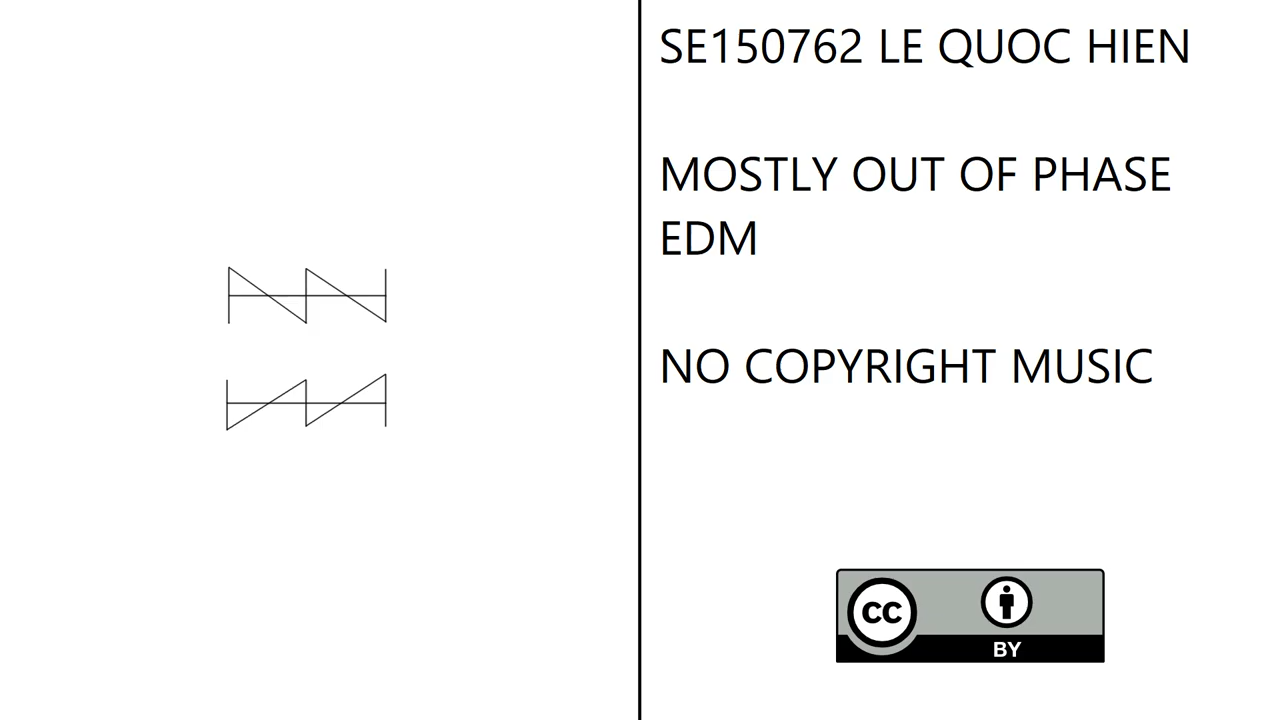 SE150762 LE QUOC HIEN
MOSTLY OUT OF PHASE
EDM
NO COPYRIGHT MUSIC
CC
BY